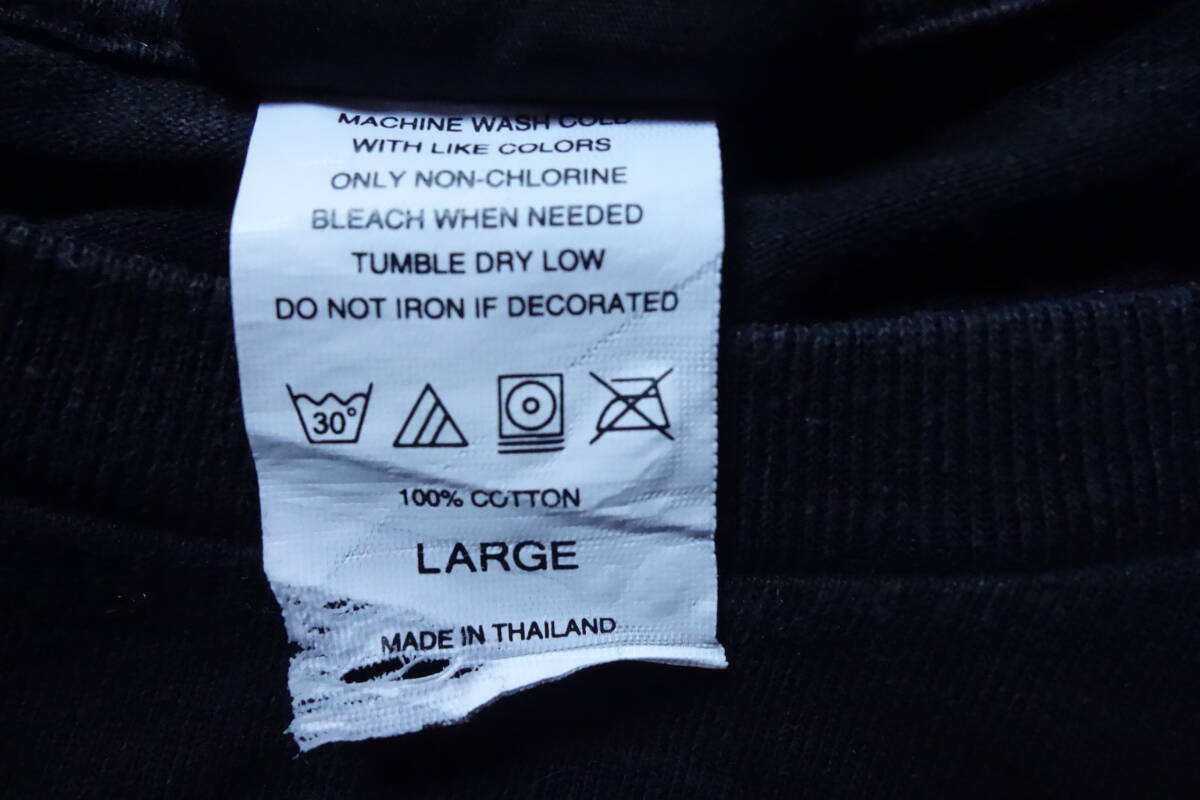 MACHINE WASH COLD
WITH LIKE COLORS
ONLY NON-CHLORINE
BLEACH WHEN NEEDED
TUMBLE DRY LOW
DO NOT IRON IF DECORATED
30°
100% COTTON
LARGE
MADE IN THAILAND